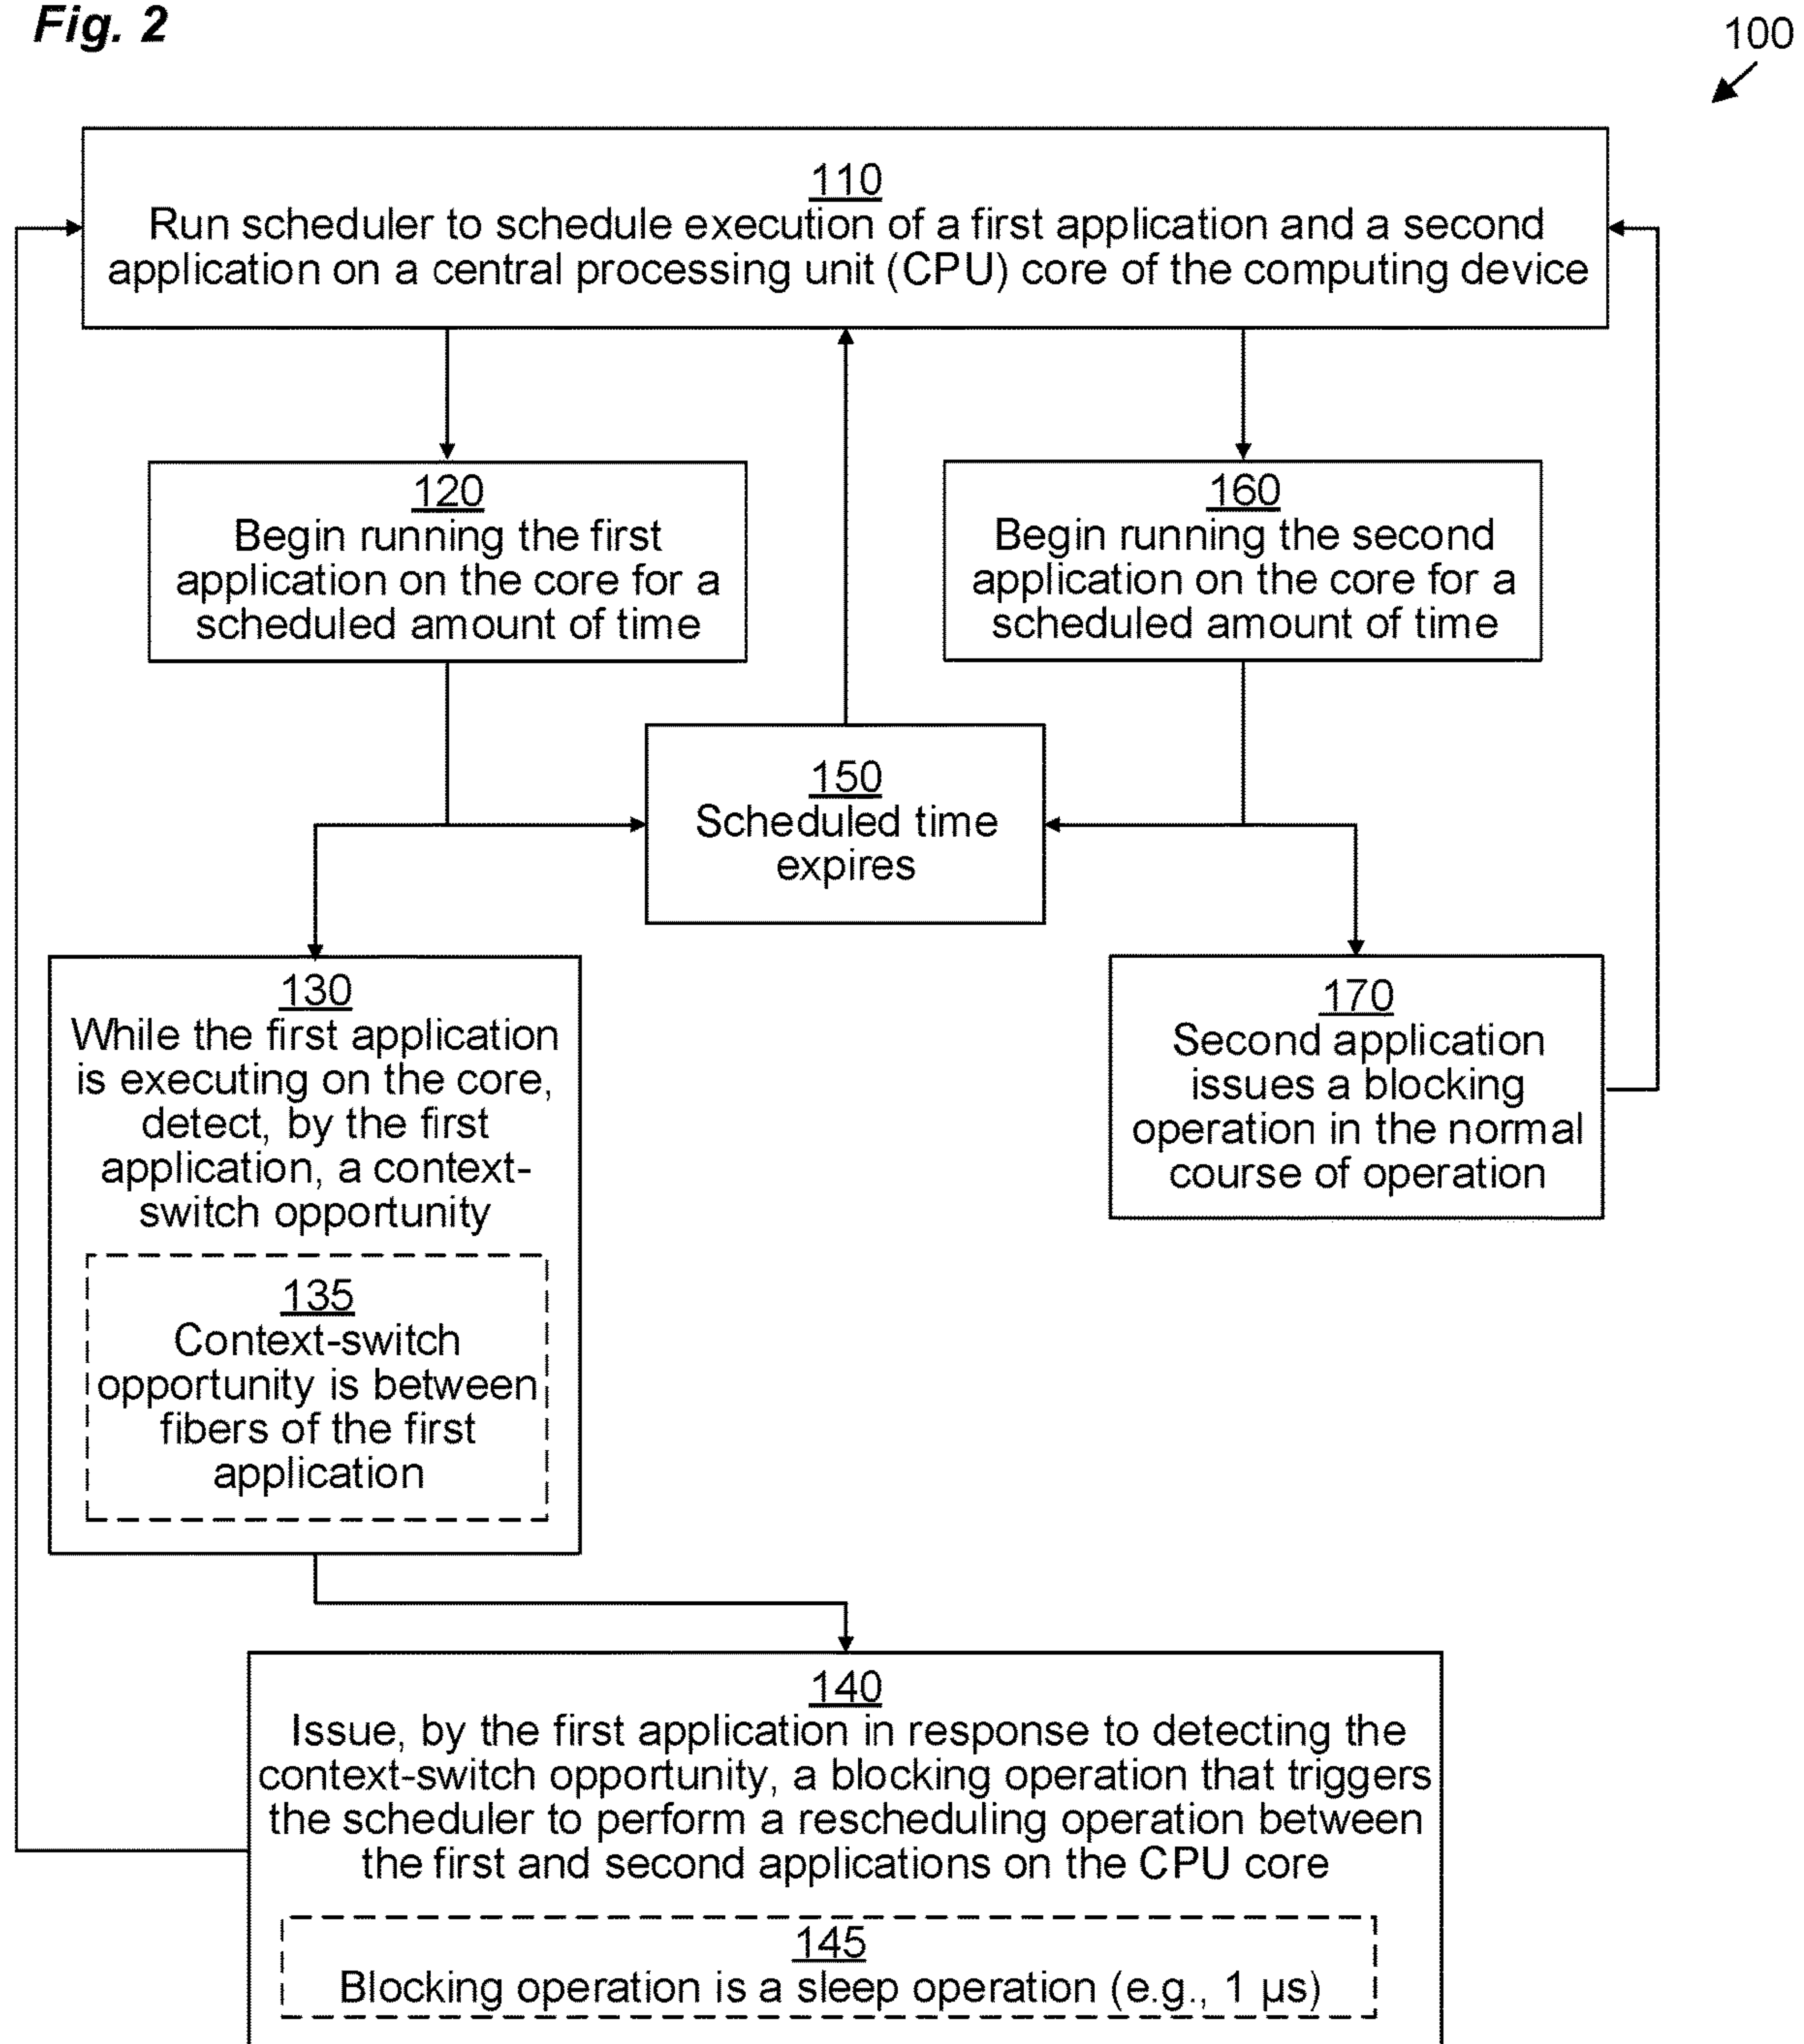 Fig. 2
100
110
Run scheduler to schedule execution of a first application and a second
application on a central processing unit (CPU) core of the computing device
120
Begin running the first
application on the core for a
scheduled amount of time
160
Begin running the second
application on the core for a
scheduled amount of time
150
Scheduled time
expires
130
While the first application
is executing on the core,
detect, by the first
application, a context-
switch opportunity
135
Context-switch
opportunity is between
fibers of the first
application
170
Second application
issues a blocking
operation in the normal
course of operation
140
Issue, by the first application in response to detecting the
context-switch opportunity, a blocking operation that triggers
the scheduler to perform a rescheduling operation between
the first and second applications on the CPU core
145
Blocking operation is a sleep operation (e.g., 1 µs)